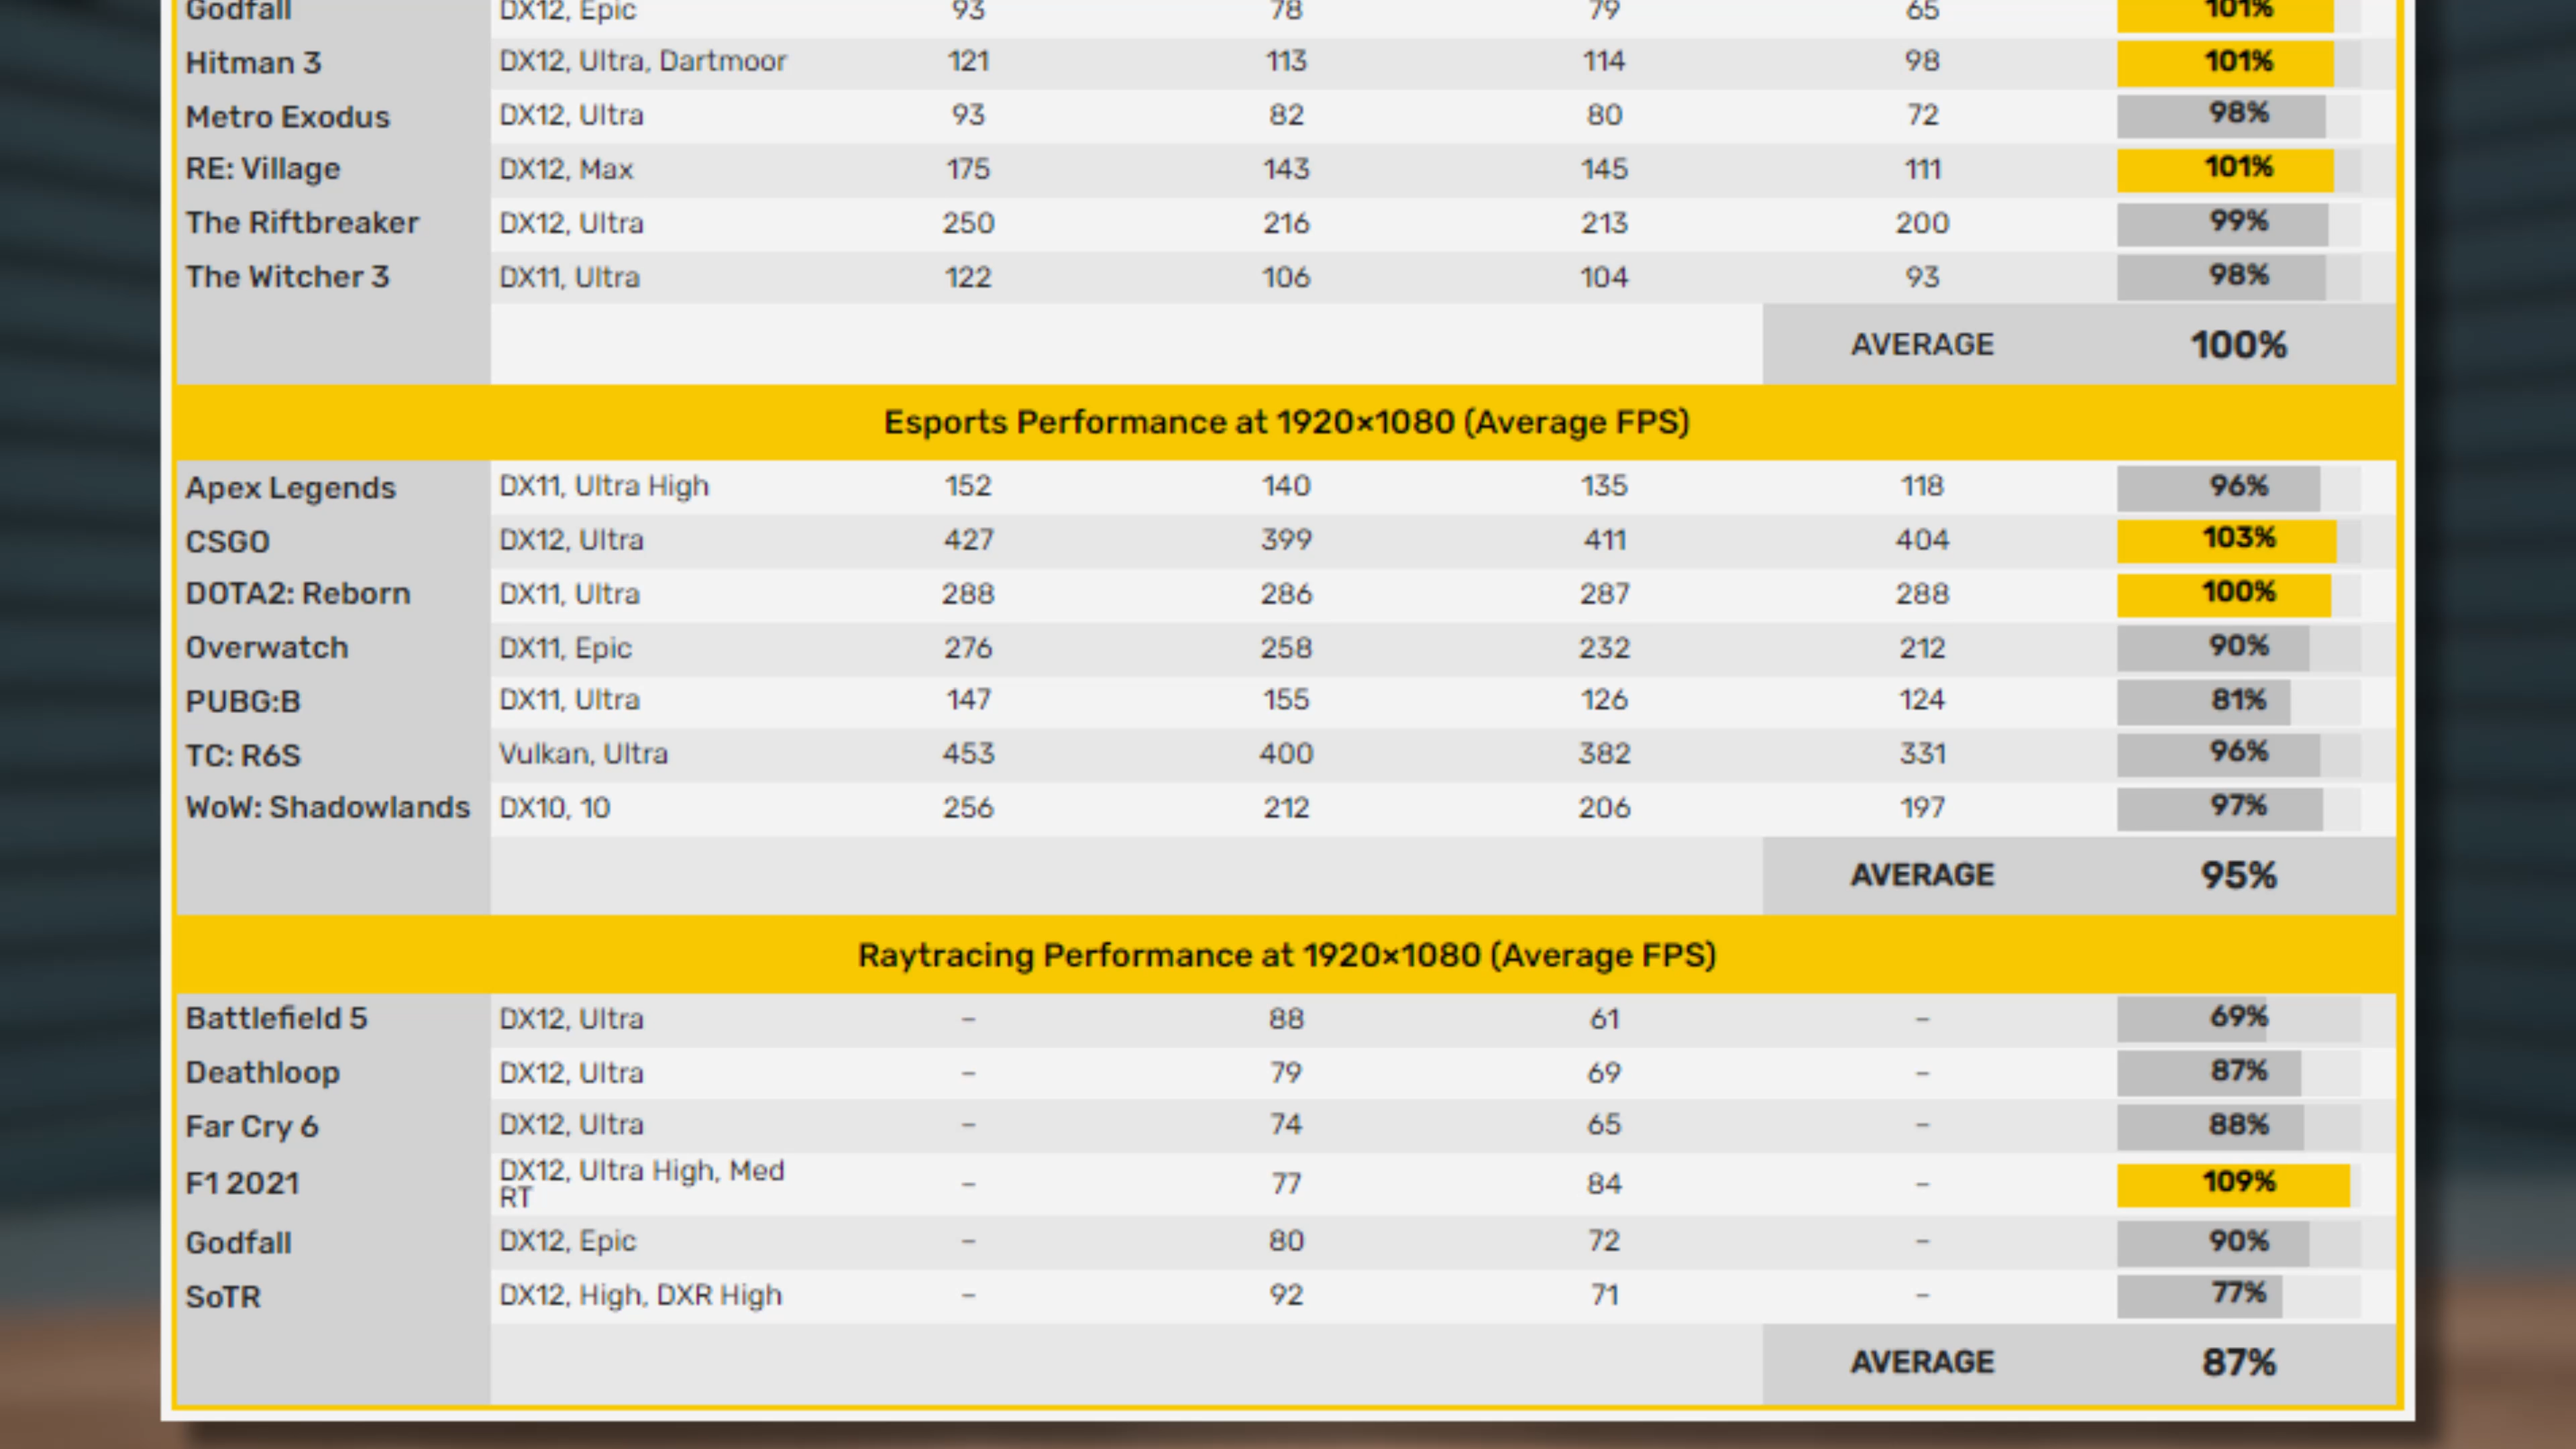 Godfall DX12, Epic 93 78 79 65 101%
Hitman 3 DX12, Ultra, Dartmoor 121 113 114 98 101%
Metro Exodus DX12, Ultra 93 82 80 72 98%
RE: Village DX12, Max 175 143 145 111 101%
The Riftbreaker DX12, Ultra 250 216 213 200 99%
The Witcher 3 DX11, Ultra 122 106 104 93 98%
AVERAGE 100%
Esports Performance at 1920×1080 (Average FPS)
Apex Legends DX11, Ultra High 152 140 135 118 96%
CSGO DX12, Ultra 427 399 411 404 103%
DOTA2: Reborn DX11, Ultra 288 286 287 288 100%
Overwatch DX11, Epic 276 258 232 212 90%
PUBG:B DX11, Ultra 147 155 126 124 81%
TC: R6S Vulkan, Ultra 453 400 382 331 96%
WoW: Shadowlands DX10, 10 256 212 206 197 97%
AVERAGE 95%
Raytracing Performance at 1920×1080 (Average FPS)
Battlefield 5 DX12, Ultra – 88 61 – 69%
Deathloop DX12, Ultra – 79 69 – 87%
Far Cry 6 DX12, Ultra – 74 65 – 88%
F1 2021 DX12, Ultra High, Med RT – 77 84 – 109%
Godfall DX12, Epic – 80 72 – 90%
SoTR DX12, High, DXR High – 92 71 – 77%
AVERAGE 87%